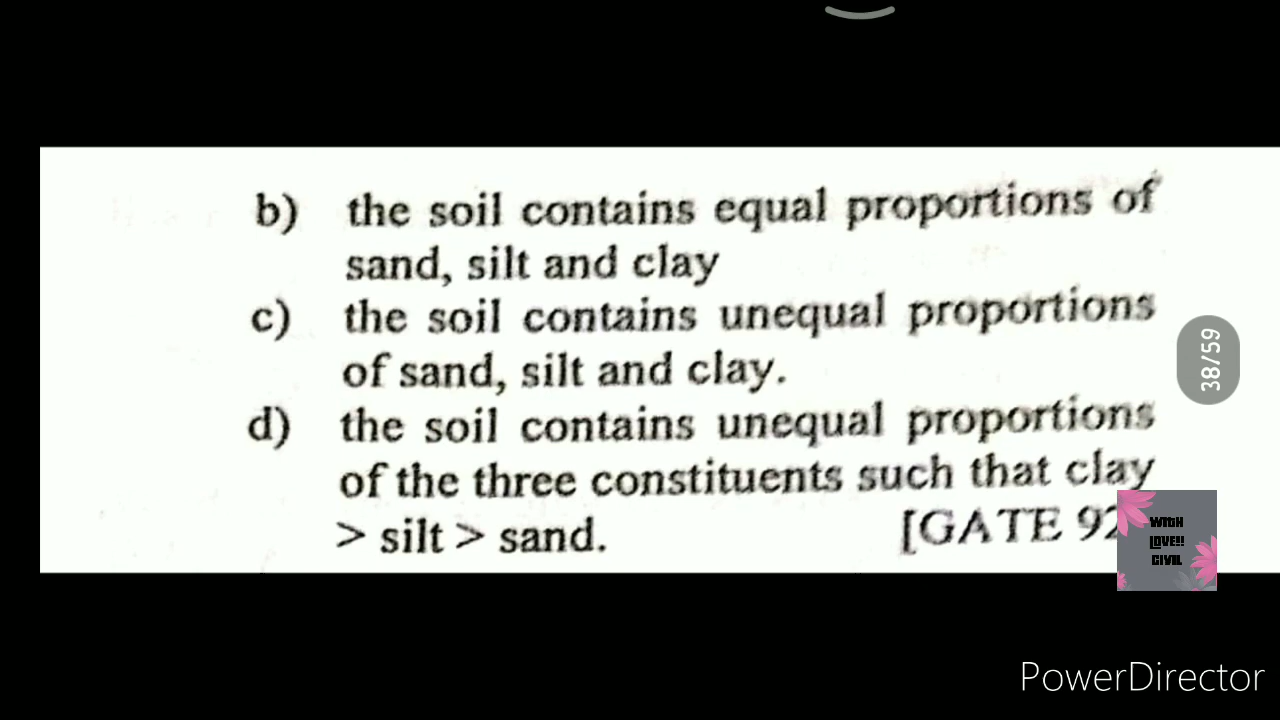 b) the soil contains equal proportions of
sand, silt and clay
c) the soil contains unequal proportions
of sand, silt and clay.
d) the soil contains unequal proportions
of the three constituents such that clay
> silt > sand. [GATE 92
38/59
WITH
LOVE!!
CIVIL
PowerDirector